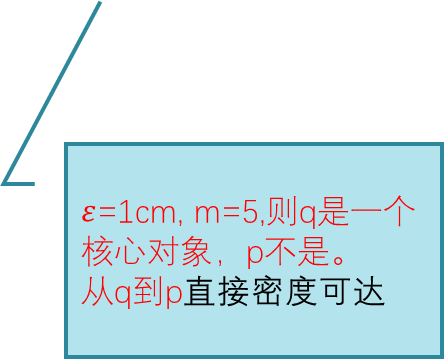 ε=1cm, m=5,则q是一个
核心对象，p不是。
从q到p直接密度可达